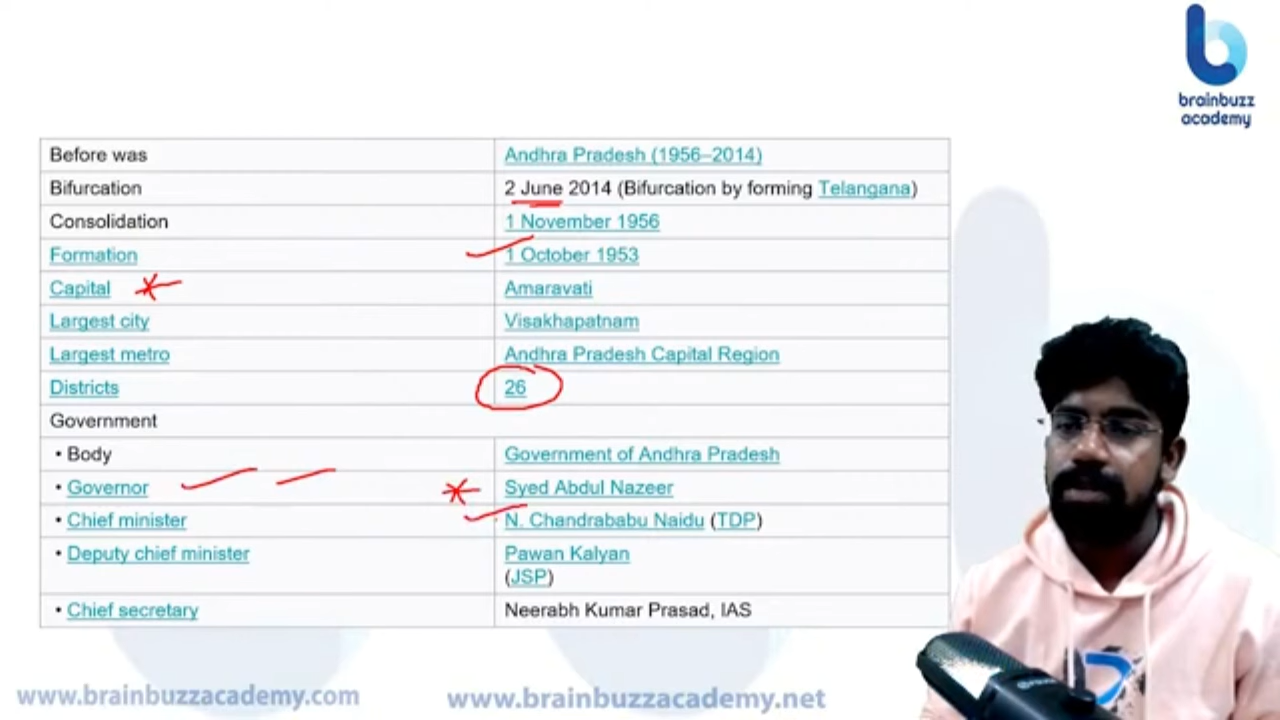 brainbuzz
academy
Before was Andhra Pradesh (1956–2014)
Bifurcation 2 June 2014 (Bifurcation by forming Telangana)
Consolidation 1 November 1956
Formation 1 October 1953
Capital Amaravati
Largest city Visakhapatnam
Largest metro Andhra Pradesh Capital Region
Districts 26
Government
• Body Government of Andhra Pradesh
• Governor Syed Abdul Nazeer
• Chief minister N. Chandrababu Naidu (TDP)
• Deputy chief minister Pawan Kalyan
(JSP)
• Chief secretary Neerabh Kumar Prasad, IAS
www.brainbuzzacademy.com www.brainbuzzacademy.net